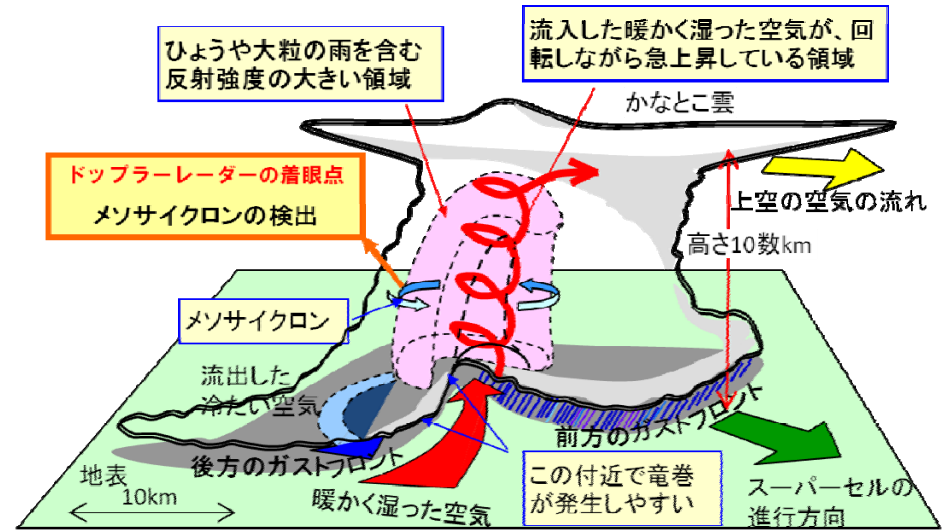 ひょうや大粒の雨を含む
反射強度の大きい領域
流入した暖かく湿った空気が、回
転しながら急上昇している領域
かなとこ雲
ドップラーレーダーの着眼点
メソサイクロンの検出
上空の空気の流れ
高さ10数km
メソサイクロン
流出した
冷たい空気
前方のガストフロント
後方のガストフロント
地表
10km
暖かく湿った空気
この付近で竜巻
が発生しやすい
スーパーセルの
進行方向